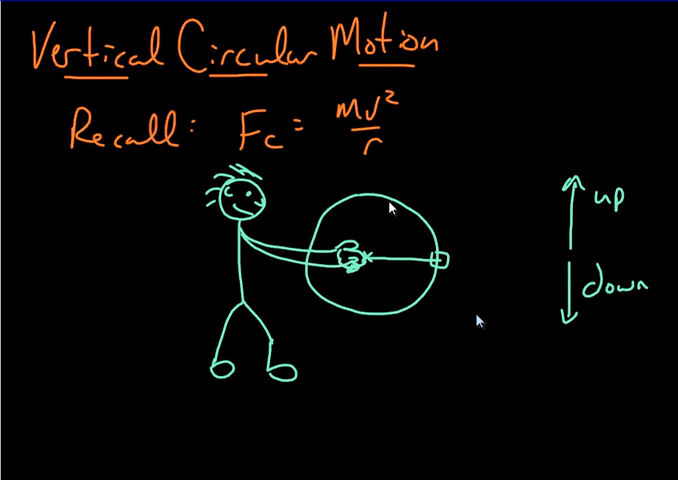 Vertical Circular Motion
Recall: Fc = mv²/r
up
down